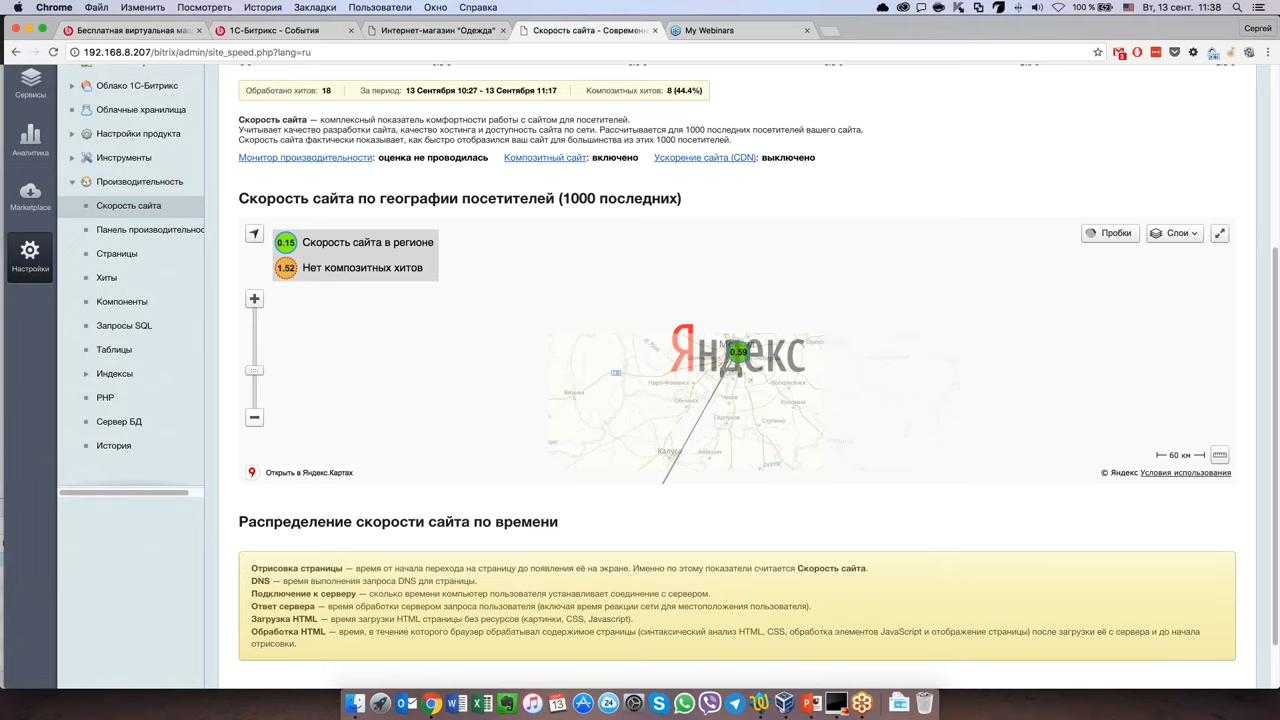 Chrome Файл Изменить Посмотреть История Закладки Пользователи Окно Справка 100 % Вт, 13 сент. 11:38
Бесплатная виртуальная маш 1С-Битрикс - События Интернет-магазин "Одежда" Скорость сайта - Современн My Webinars Сергей
192.168.8.207/bitrix/admin/site_speed.php?lang=ru
Сервисы
Аналитика
Marketplace
Настройки
Облако 1С-Битрикс
Облачные хранилища
Настройки продукта
Инструменты
Производительность
Скорость сайта
Панель производительнос
Страницы
Хиты
Компоненты
Запросы SQL
Таблицы
Индексы
PHP
Сервер БД
История
Обработано хитов: 18 За период: 13 Сентября 10:27 - 13 Сентября 11:17 Композитных хитов: 8 (44.4%)
Скорость сайта — комплексный показатель комфортности работы с сайтом для посетителей.
Учитывает качество разработки сайта, качество хостинга и доступность сайта по сети. Рассчитывается для 1000 последних посетителей вашего сайта.
Скорость сайта фактически показывает, как быстро отобразился ваш сайт для большинства из этих 1000 посетителей.
Монитор производительности: оценка не проводилась Композитный сайт: включено Ускорение сайта (CDN): выключено
Скорость сайта по географии посетителей (1000 последних)
0.15 Скорость сайта в регионе
1.52 Нет композитных хитов
Пробки Слои
Яндекс
0.59
Наро-Фоминск
Воскресенск
Вязьма
Обнинск
Чехов
Коломна
Серпухов
Ступино
Калуга
60 км
Открыть в Яндекс.Картах
© Яндекс Условия использования
Распределение скорости сайта по времени
Отрисовка страницы — время от начала перехода на страницу до появления её на экране. Именно по этому показатели считается Скорость сайта.
DNS — время выполнения запроса DNS для страницы.
Подключение к серверу — сколько времени компьютер пользователя устанавливает соединение с сервером.
Ответ сервера — время обработки сервером запроса пользователя (включая время реакции сети для местоположения пользователя).
Загрузка HTML — время загрузки HTML страницы без ресурсов (картинки, CSS, Javascript).
Обработка HTML — время, в течение которого браузер обрабатывал содержимое страницы (синтаксический анализ HTML, CSS, обработка элементов JavaScript и отображение страницы) после загрузки её с сервера и до начала
отрисовки.